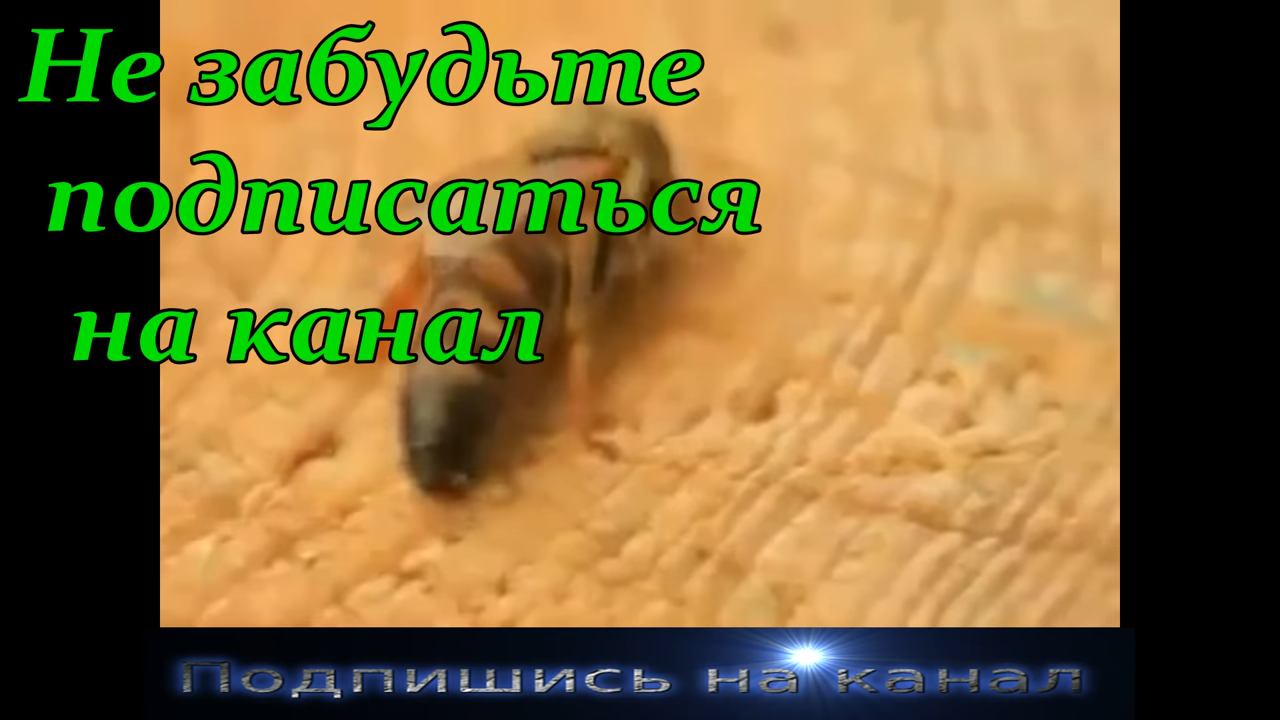 Не забудьте
подписаться
на канал
Подпишись на канал